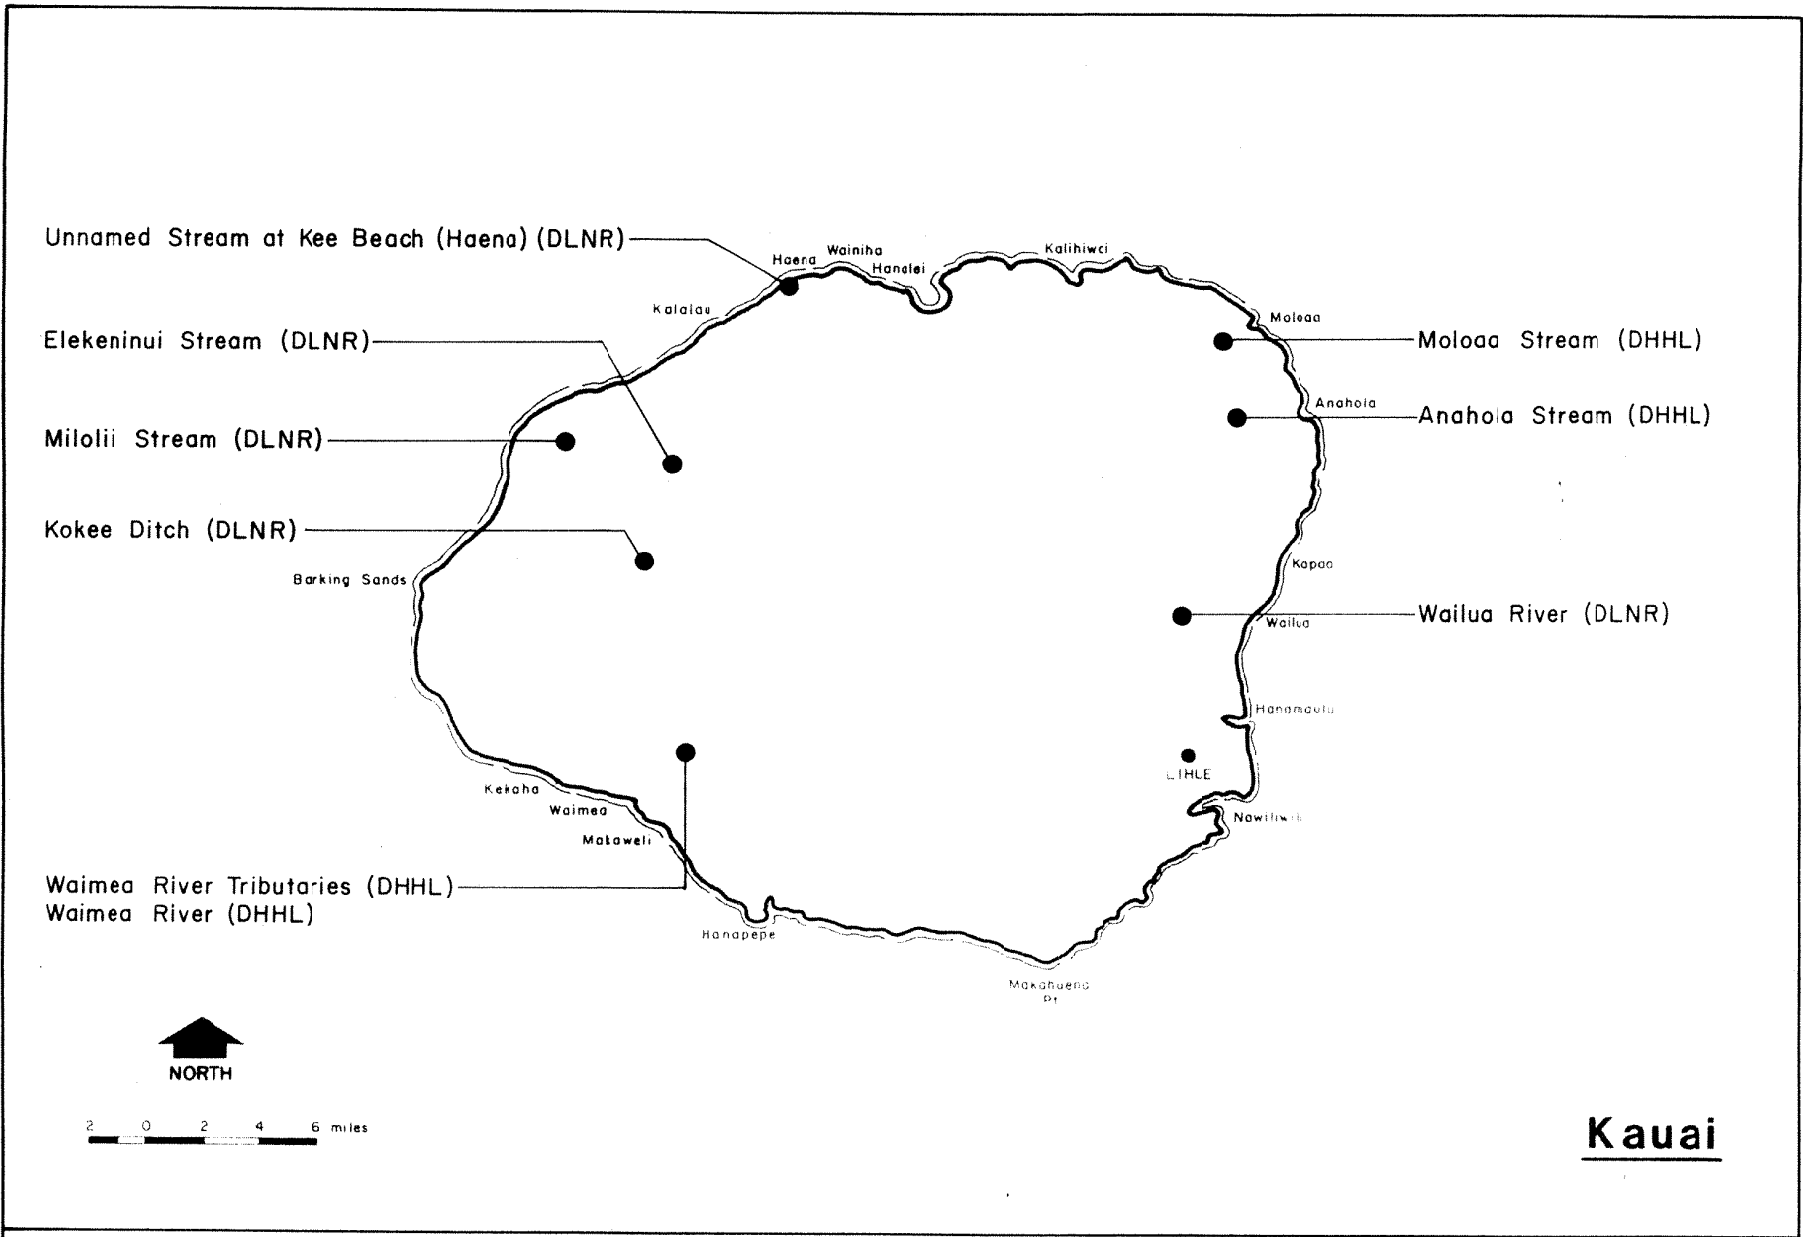 Unnamed Stream at Kee Beach (Haena) (DLNR)
Elekeninui Stream (DLNR)
Milolii Stream (DLNR)
Kokee Ditch (DLNR)
Barking Sands
Kalalau
Haena
Wainiha
Hanalei
Kalihiwci
Moloaa
Moloaa Stream (DHHL)
Anahola
Anahola Stream (DHHL)
Kapaa
Wailua River (DLNR)
Wailua
Hanamaulu
LIHUE
Nawiliwili
Kekaha
Waimea
Makaweli
Waimea River Tributaries (DHHL)
Waimea River (DHHL)
Hanapepe
Makahuena
Pt
NORTH
2 0 2 4 6 miles
Kauai